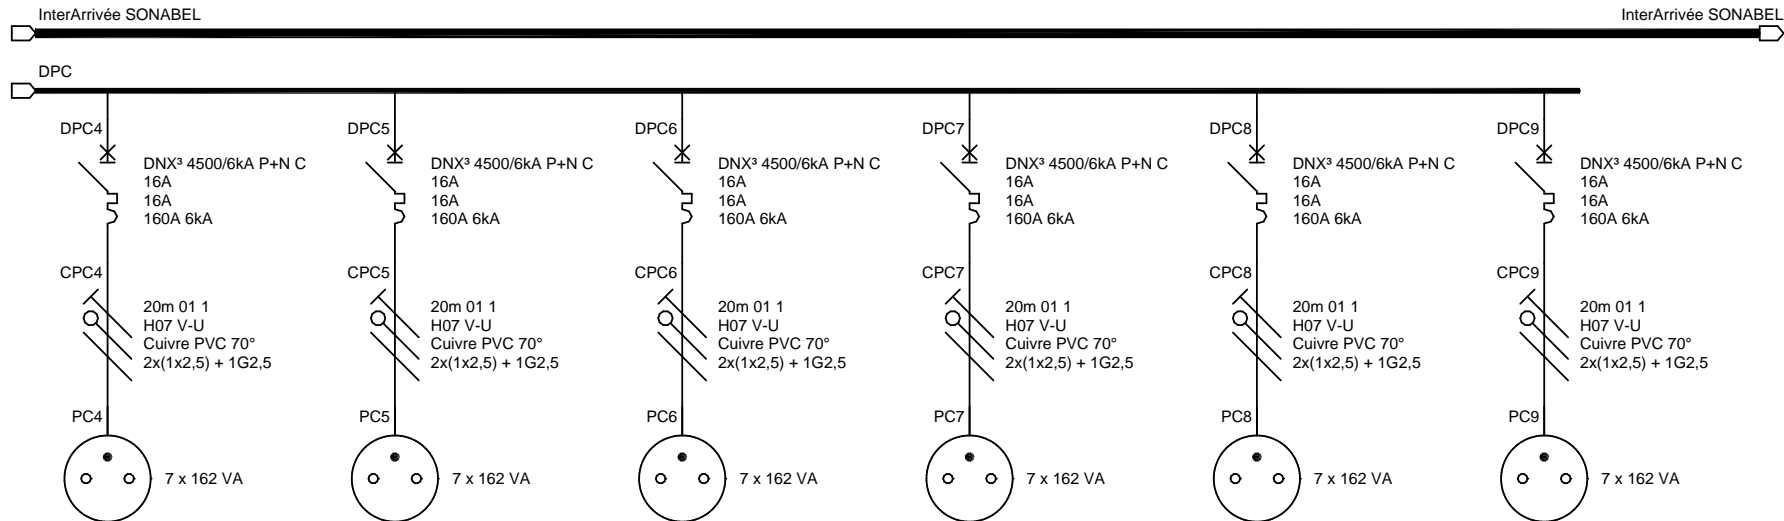 InterArrivée SONABEL
InterArrivée SONABEL
DPC
DPC4
DNX³ 4500/6kA P+N C
16A
16A
160A 6kA
CPC4
20m 01 1
H07 V-U
Cuivre PVC 70°
2x(1x2,5) + 1G2,5
PC4
7 x 162 VA
DPC5
DNX³ 4500/6kA P+N C
16A
16A
160A 6kA
CPC5
20m 01 1
H07 V-U
Cuivre PVC 70°
2x(1x2,5) + 1G2,5
PC5
7 x 162 VA
DPC6
DNX³ 4500/6kA P+N C
16A
16A
160A 6kA
CPC6
20m 01 1
H07 V-U
Cuivre PVC 70°
2x(1x2,5) + 1G2,5
PC6
7 x 162 VA
DPC7
DNX³ 4500/6kA P+N C
16A
16A
160A 6kA
CPC7
20m 01 1
H07 V-U
Cuivre PVC 70°
2x(1x2,5) + 1G2,5
PC7
7 x 162 VA
DPC8
DNX³ 4500/6kA P+N C
16A
16A
160A 6kA
CPC8
20m 01 1
H07 V-U
Cuivre PVC 70°
2x(1x2,5) + 1G2,5
PC8
7 x 162 VA
DPC9
DNX³ 4500/6kA P+N C
16A
16A
160A 6kA
CPC9
20m 01 1
H07 V-U
Cuivre PVC 70°
2x(1x2,5) + 1G2,5
PC9
7 x 162 VA